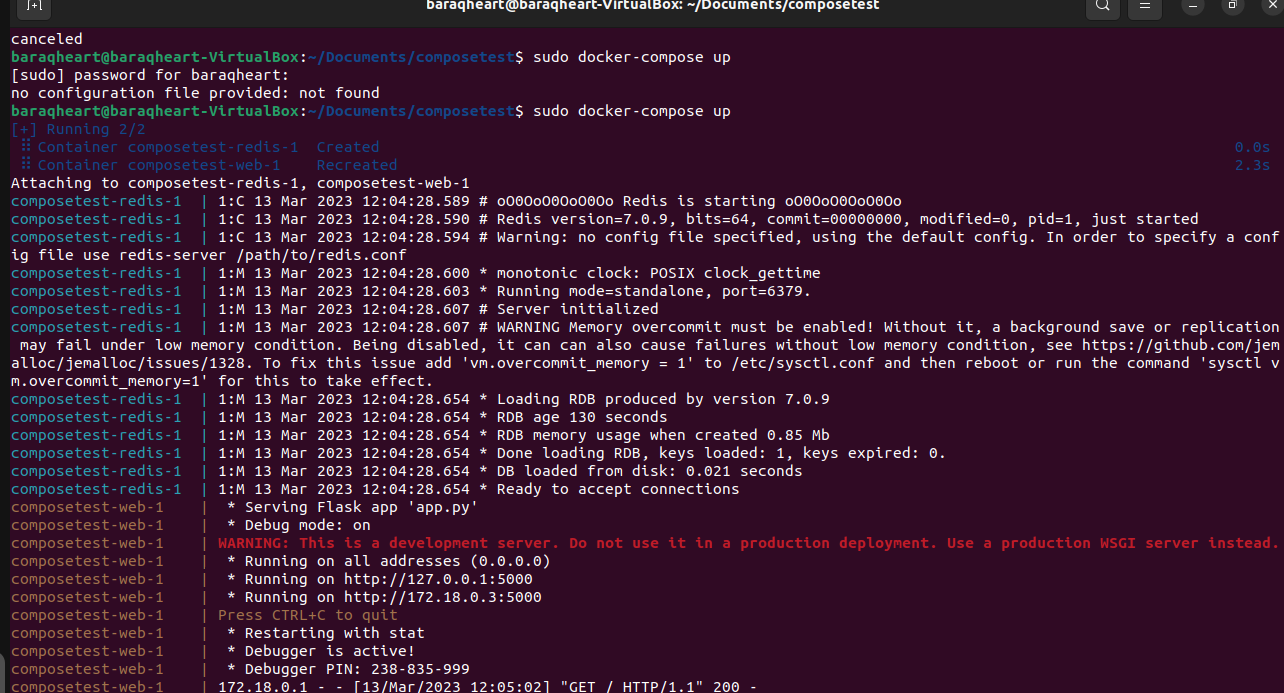 baraqheart@baraqheart-VirtualBox: ~/Documents/composetest
canceled
baraqheart@baraqheart-VirtualBox:~/Documents/composetest$ sudo docker-compose up
[sudo] password for baraqheart:
no configuration file provided: not found
baraqheart@baraqheart-VirtualBox:~/Documents/composetest$ sudo docker-compose up
[+] Running 2/2
⠿ Container composetest-redis-1  Created 0.0s
⠿ Container composetest-web-1    Recreated 2.3s
Attaching to composetest-redis-1, composetest-web-1
composetest-redis-1  | 1:C 13 Mar 2023 12:04:28.589 # oO0OoO0OoO0Oo Redis is starting oO0OoO0OoO0Oo
composetest-redis-1  | 1:C 13 Mar 2023 12:04:28.590 # Redis version=7.0.9, bits=64, commit=00000000, modified=0, pid=1, just started
composetest-redis-1  | 1:C 13 Mar 2023 12:04:28.594 # Warning: no config file specified, using the default config. In order to specify a conf
ig file use redis-server /path/to/redis.conf
composetest-redis-1  | 1:M 13 Mar 2023 12:04:28.600 * monotonic clock: POSIX clock_gettime
composetest-redis-1  | 1:M 13 Mar 2023 12:04:28.603 * Running mode=standalone, port=6379.
composetest-redis-1  | 1:M 13 Mar 2023 12:04:28.607 # Server initialized
composetest-redis-1  | 1:M 13 Mar 2023 12:04:28.607 # WARNING Memory overcommit must be enabled! Without it, a background save or replication
may fail under low memory condition. Being disabled, it can can also cause failures without low memory condition, see https://github.com/jem
alloc/jemalloc/issues/1328. To fix this issue add 'vm.overcommit_memory = 1' to /etc/sysctl.conf and then reboot or run the command 'sysctl v
m.overcommit_memory=1' for this to take effect.
composetest-redis-1  | 1:M 13 Mar 2023 12:04:28.654 * Loading RDB produced by version 7.0.9
composetest-redis-1  | 1:M 13 Mar 2023 12:04:28.654 * RDB age 130 seconds
composetest-redis-1  | 1:M 13 Mar 2023 12:04:28.654 * RDB memory usage when created 0.85 Mb
composetest-redis-1  | 1:M 13 Mar 2023 12:04:28.654 * Done loading RDB, keys loaded: 1, keys expired: 0.
composetest-redis-1  | 1:M 13 Mar 2023 12:04:28.654 * DB loaded from disk: 0.021 seconds
composetest-redis-1  | 1:M 13 Mar 2023 12:04:28.654 * Ready to accept connections
composetest-web-1    |  * Serving Flask app 'app.py'
composetest-web-1    |  * Debug mode: on
composetest-web-1    | WARNING: This is a development server. Do not use it in a production deployment. Use a production WSGI server instead.
composetest-web-1    |  * Running on all addresses (0.0.0.0)
composetest-web-1    |  * Running on http://127.0.0.1:5000
composetest-web-1    |  * Running on http://172.18.0.3:5000
composetest-web-1    | Press CTRL+C to quit
composetest-web-1    |  * Restarting with stat
composetest-web-1    |  * Debugger is active!
composetest-web-1    |  * Debugger PIN: 238-835-999
composetest-web-1    | 172.18.0.1 - - [13/Mar/2023 12:05:02] "GET / HTTP/1.1" 200 -